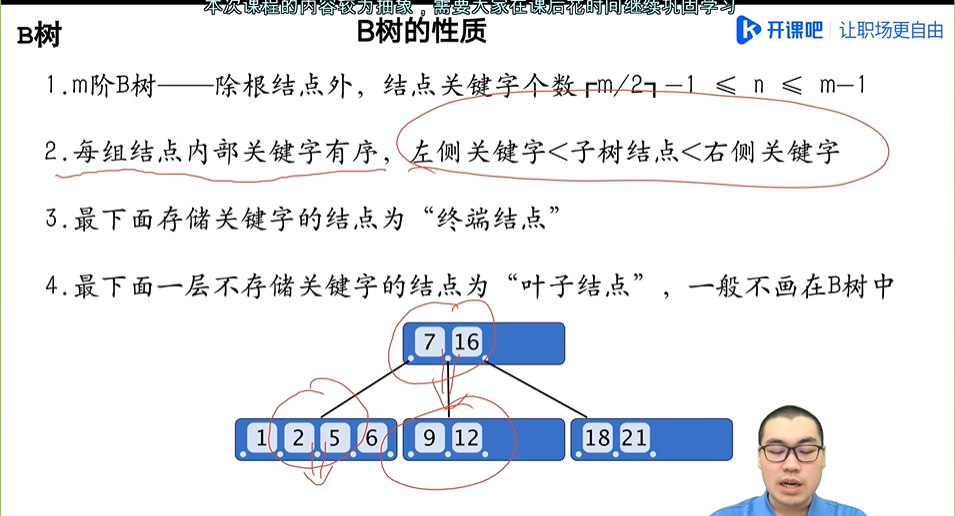 本次课程的内容较为抽象，需要大家在课后花时间继续巩固学习
B树
B树的性质
开课吧 让职场更自由
1.m阶B树——除根结点外，结点关键字个数┌m/2┐-1 ≤ n ≤ m-1
2.每组结点内部关键字有序，左侧关键字<子树结点<右侧关键字
3.最下面存储关键字的结点为“终端结点”
4.最下面一层不存储关键字的结点为“叶子结点”，一般不画在B树中
7 16
1 2 5 6 9 12 18 21